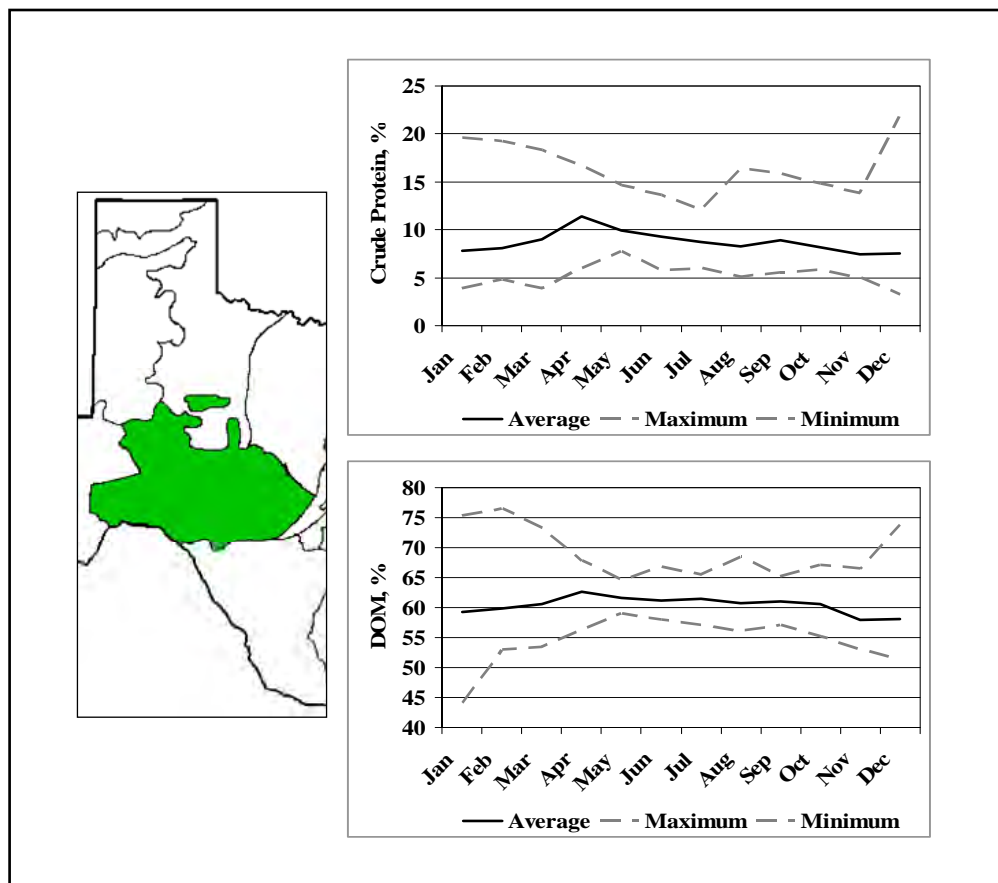 25
20
15
10
5
0
Crude Protein, %
Jan Feb Mar Apr May Jun Jul Aug Sep Oct Nov Dec
Average Maximum Minimum
80
75
70
65
60
55
50
45
40
DOM, %
Jan Feb Mar Apr May Jun Jul Aug Sep Oct Nov Dec
Average Maximum Minimum